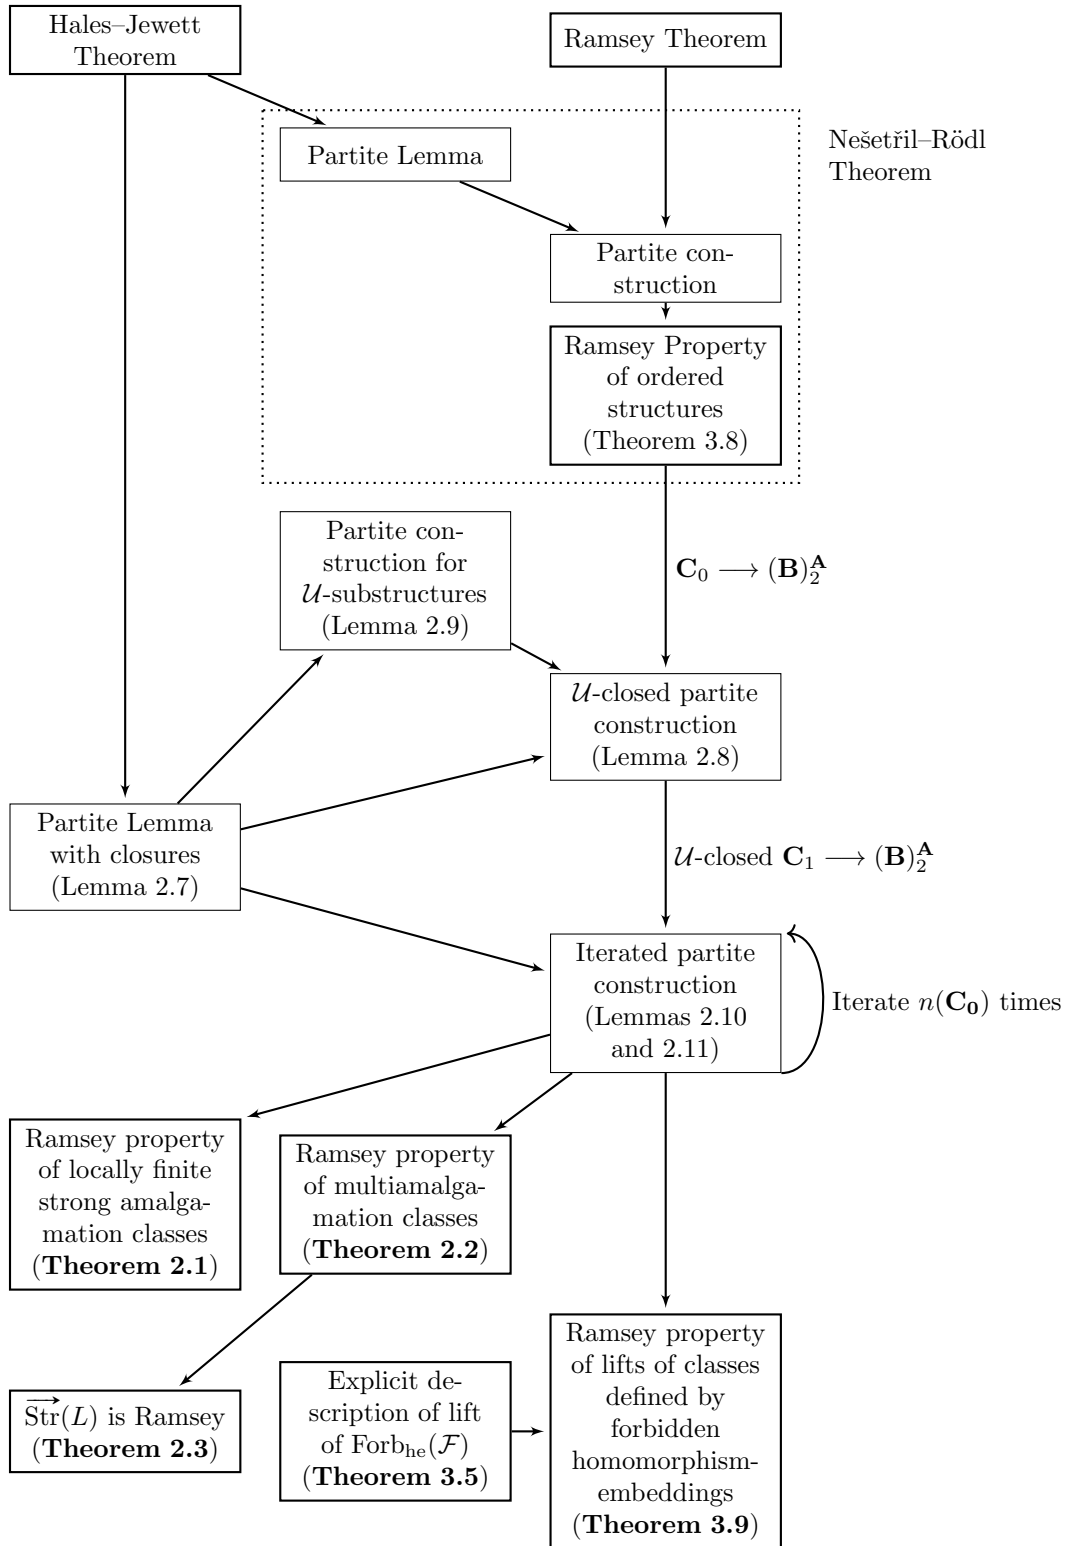 Hales–Jewett
Theorem
Ramsey Theorem
Partite Lemma
Nešetřil–Rödl
Theorem
Partite con-
struction
Ramsey Property
of ordered
structures
(Theorem 3.8)
Partite con-
struction for
𝒰-substructures
(Lemma 2.9)
𝐂₀ ⟶ (𝐁)₂^𝐀
𝒰-closed partite
construction
(Lemma 2.8)
Partite Lemma
with closures
(Lemma 2.7)
𝒰-closed 𝐂₁ ⟶ (𝐁)₂^𝐀
Iterated partite
construction
(Lemmas 2.10
and 2.11)
Iterate n(𝐂₀) times
Ramsey property
of locally finite
strong amalga-
mation classes
(Theorem 2.1)
Ramsey property
of multiamalga-
mation classes
(Theorem 2.2)
Ramsey property
of lifts of classes
defined by
forbidden
homomorphism-
embeddings
(Theorem 3.9)
Explicit de-
scription of lift
of Forb_he(ℱ)
(Theorem 3.5)
→Str(L) is Ramsey
(Theorem 2.3)